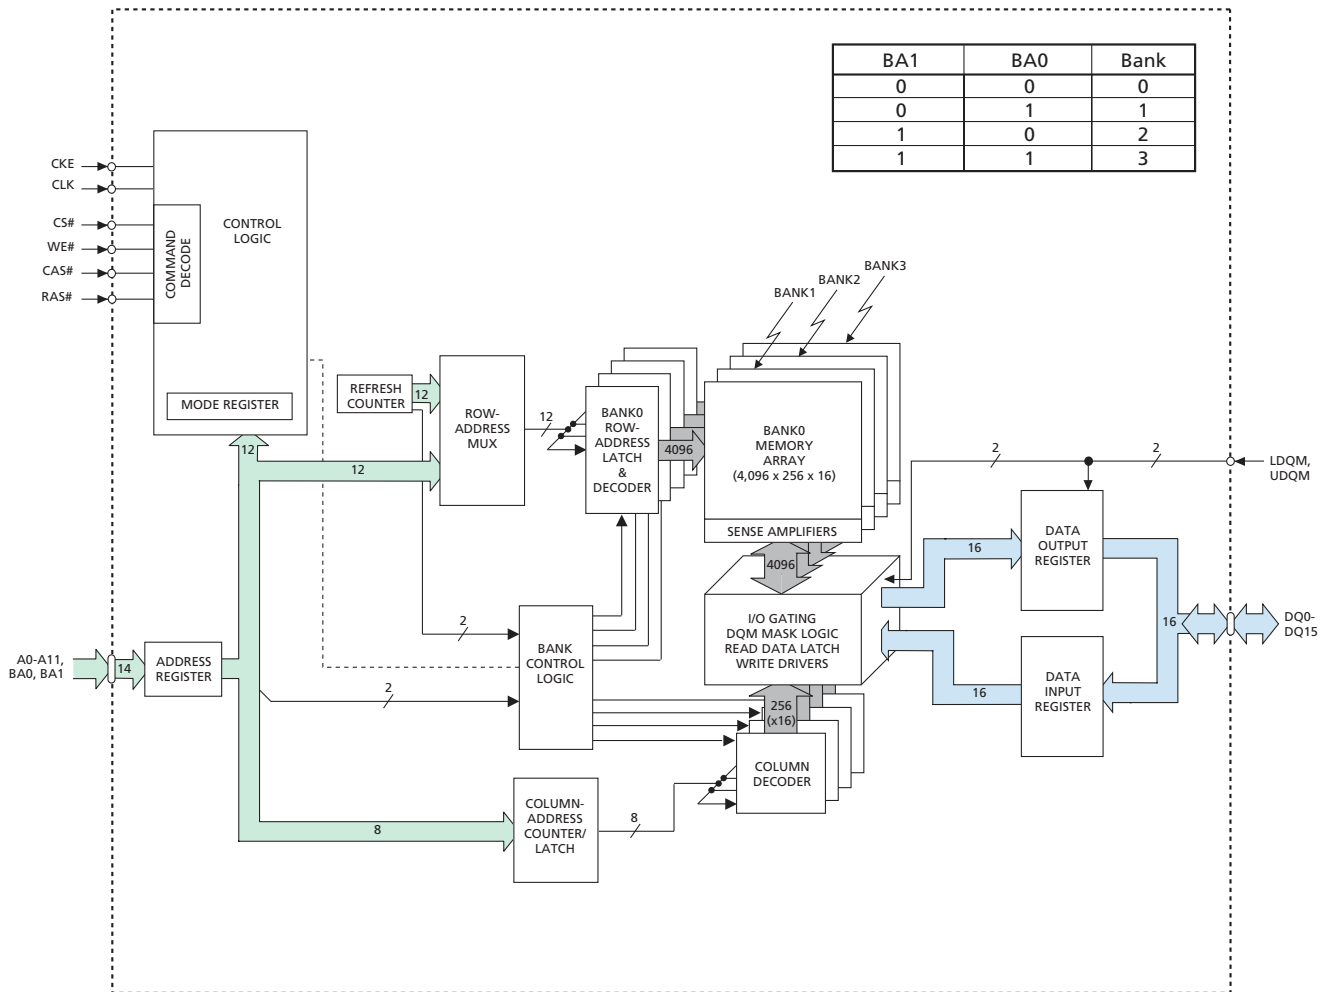 BA1 BA0 Bank
0 0 0
0 1 1
1 0 2
1 1 3
CKE
CLK
CS#
WE#
CAS#
RAS#
COMMAND
DECODE
CONTROL
LOGIC
MODE REGISTER
BANK3
BANK2
BANK1
REFRESH
COUNTER
12
ROW-
ADDRESS
MUX
12
BANK0
ROW-
ADDRESS
LATCH
&
DECODER
4096
BANK0
MEMORY
ARRAY
(4,096 x 256 x 16)
SENSE AMPLIFIERS
12
12
2
2
LDQM,
UDQM
DATA
OUTPUT
REGISTER
16
4096
I/O GATING
DQM MASK LOGIC
READ DATA LATCH
WRITE DRIVERS
16
DQ0-
DQ15
DATA
INPUT
REGISTER
16
A0-A11,
BA0, BA1
14
ADDRESS
REGISTER
2
2
BANK
CONTROL
LOGIC
256
(x16)
COLUMN
DECODER
COLUMN-
ADDRESS
COUNTER/
LATCH
8
8